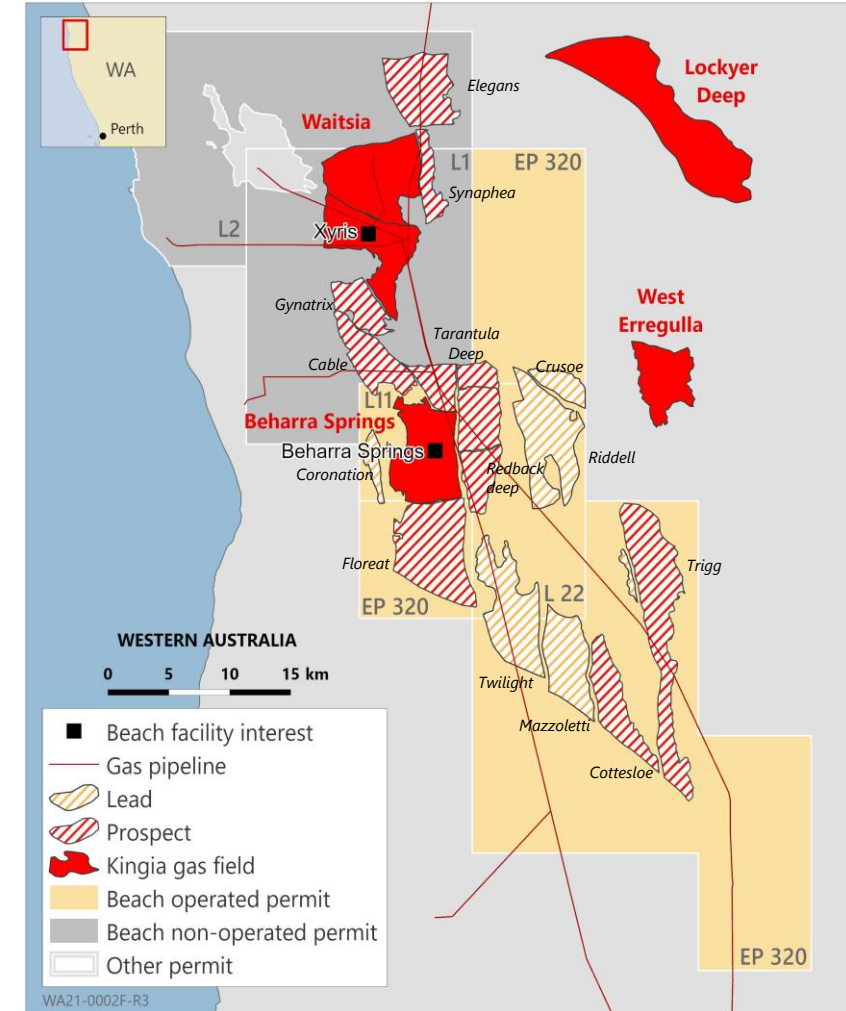 WA
Perth
Elegans
Lockyer
Deep
Waitsia
L1
EP 320
Synaphea
L2
Xyris
Gynatrix
West
Erregulla
Tarantula
Deep
Cable
Crusoe
L11
Beharra Springs
Beharra Springs
Coronation
Redback
deep
Riddell
Floreat
Trigg
EP 320
L 22
WESTERN AUSTRALIA
0 5 10 15 km
Twilight
Mazzoletti
Cottesloe
Beach facility interest
Gas pipeline
Lead
Prospect
Kingia gas field
Beach operated permit
Beach non-operated permit
Other permit
EP 320
WA21-0002F-R3